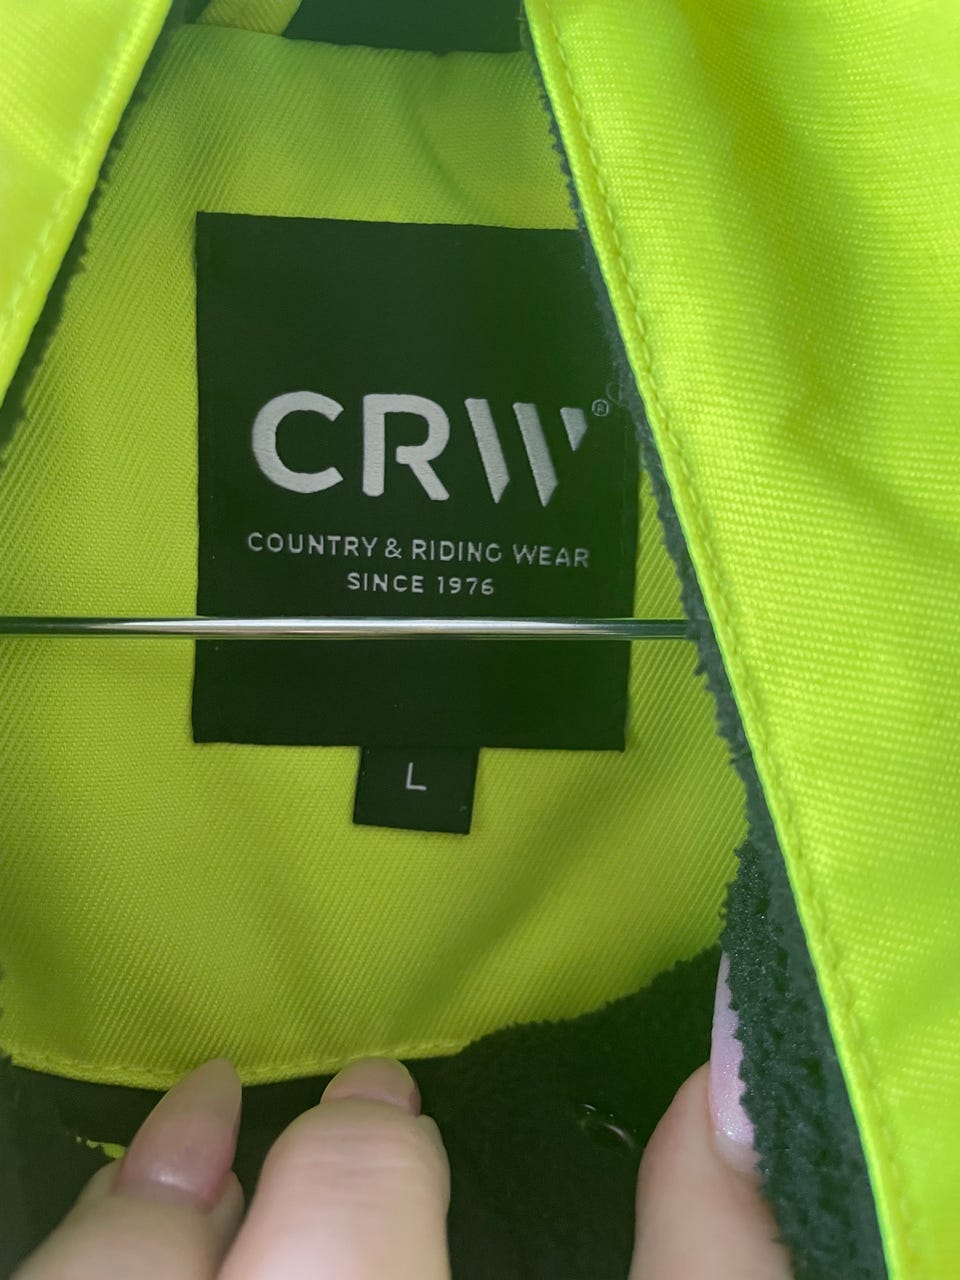 CRW®
COUNTRY & RIDING WEAR
SINCE 1976
L